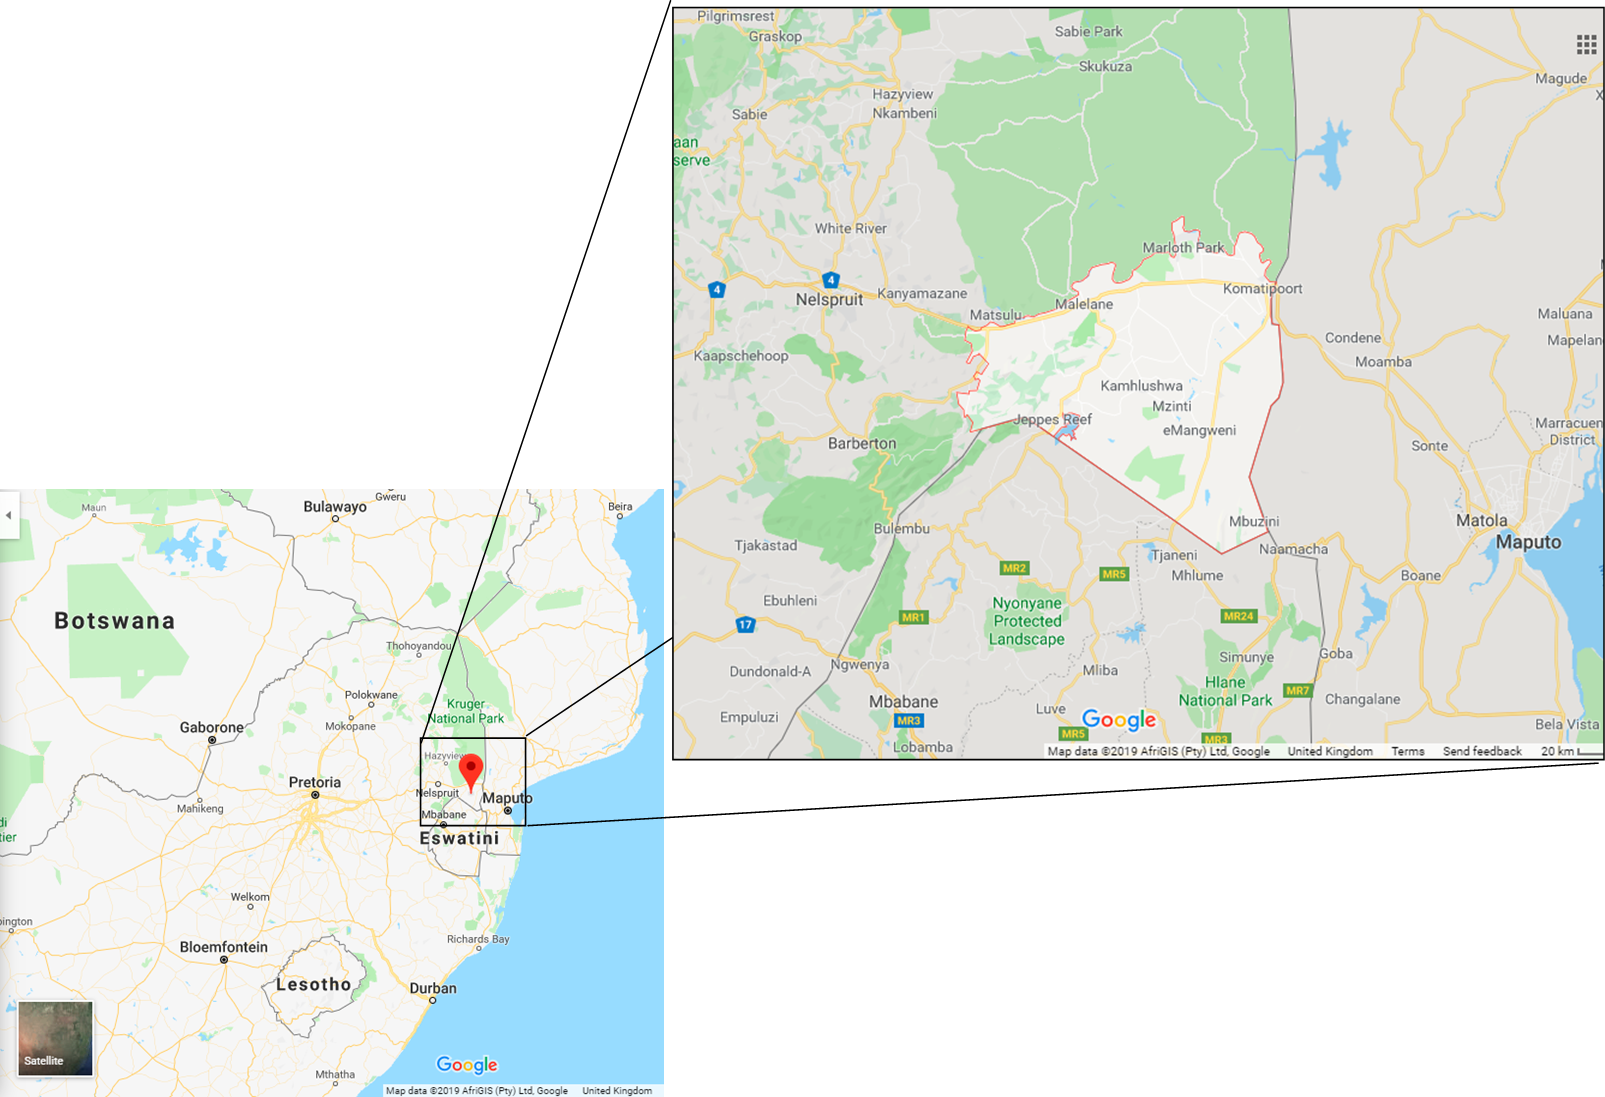 Pilgrimsrest
Graskop
Sabie Park
Skukuza
Magude
X
Hazyview
Nkambeni
Sabie
aan
serve
White River
Marloth Park
4
4
Nelspruit
Kanyamazane
Komatipoort
Malelane
Matsulu
Maluana
Condene
Mapelan
Kaapschehoop
Moamba
Kamhlushwa
Mzinti
Jeppes Reef
eMangweni
Marracuen
District
Barberton
Sonte
Bulembu
Mbuzini
Matola
Maputo
Tjakastad
Tjaneni
Naamacha
MR2
MR5
Mhlume
Boane
Ebuhleni
Nyonyane
Protected
Landscape
MR1
MR24
17
Simunye
Goba
Ngwenya
Dundonald-A
Mliba
Hlane
National Park
MR7
Changalane
Mbabane
MR3
Luve
Empuluzi
Google
MR5
MR3
Bela Vista
Lobamba
Map data ©2019 AfriGIS (Pty) Ltd, Google United Kingdom Terms Send feedback 20 km
Gweru
Bulawayo
Beira
Maun
Botswana
Thohoyandou
Polokwane
Kruger
National Park
Mokopane
Gaborone
Hazyview
Pretoria
Nelspruit
Maputo
Mahikeng
Mbabane
Eswatini
di
tier
Welkom
ington
Richards Bay
Bloemfontein
Lesotho
Durban
Satellite
Google
Mthatha
Map data ©2019 AfriGIS (Pty) Ltd, Google United Kingdom